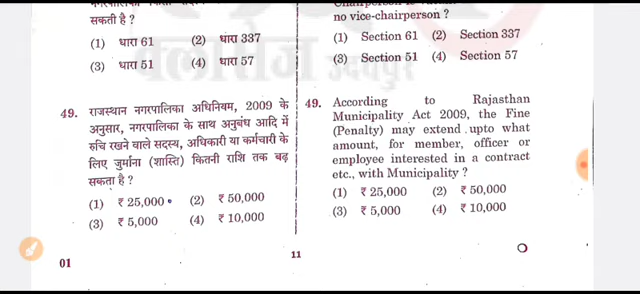 सकती है ?
(1) धारा 61 (2) धारा 337
(3) धारा 51 (4) धारा 57
49. राजस्थान नगरपालिका अधिनियम, 2009 के
अनुसार, नगरपालिका के साथ अनुबंध आदि में
रुचि रखने वाले सदस्य, अधिकारी या कर्मचारी के
लिए जुर्माना (शास्ति) कितनी राशि तक बढ़
सकता है ?
(1) ₹ 25,000 (2) ₹ 50,000
(3) ₹ 5,000 (4) ₹ 10,000
01
no vice-chairperson ?
(1) Section 61 (2) Section 337
(3) Section 51 (4) Section 57
49. According to Rajasthan
Municipality Act 2009, the Fine
(Penalty) may extend upto what
amount, for member, officer or
employee interested in a contract
etc., with Municipality ?
(1) ₹ 25,000 (2) ₹ 50,000
(3) ₹ 5,000 (4) ₹ 10,000
11